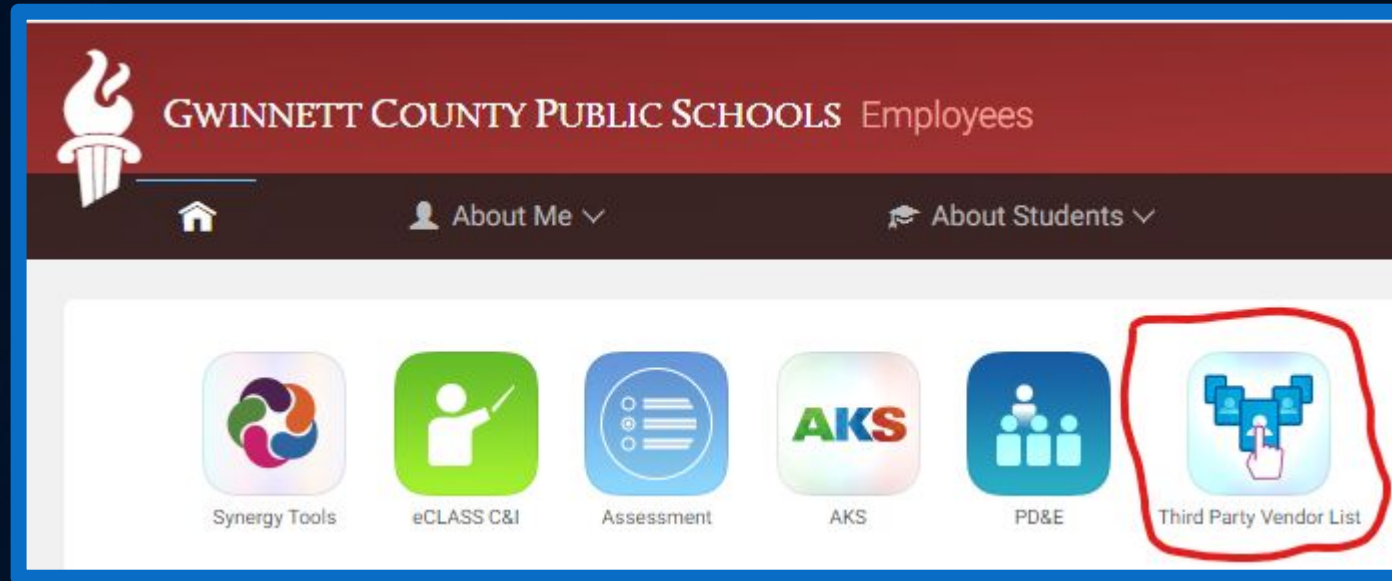 GWINNETT COUNTY PUBLIC SCHOOLS Employees
About Me About Students
AKS
Synergy Tools eCLASS C&I Assessment AKS PD&E Third Party Vendor List